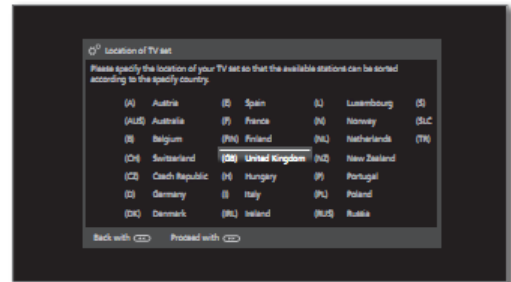 Location of TV set
Please specify the location of your TV set so that the available stations can be sorted
according to the specify country.
(A) Austria (E) Spain (L) Luxembourg (S)
(AUS) Australia (F) France (N) Norway (SLC
(B) Belgium (FIN) Finland (NL) Netherlands (TR)
(CH) Switzerland (GB) United Kingdom (NZ) New Zealand
(CZ) Czech Republic (H) Hungary (P) Portugal
(D) Germany (I) Italy (PL) Poland
(DK) Denmark (IRL) Ireland (RUS) Russia
Back with Proceed with